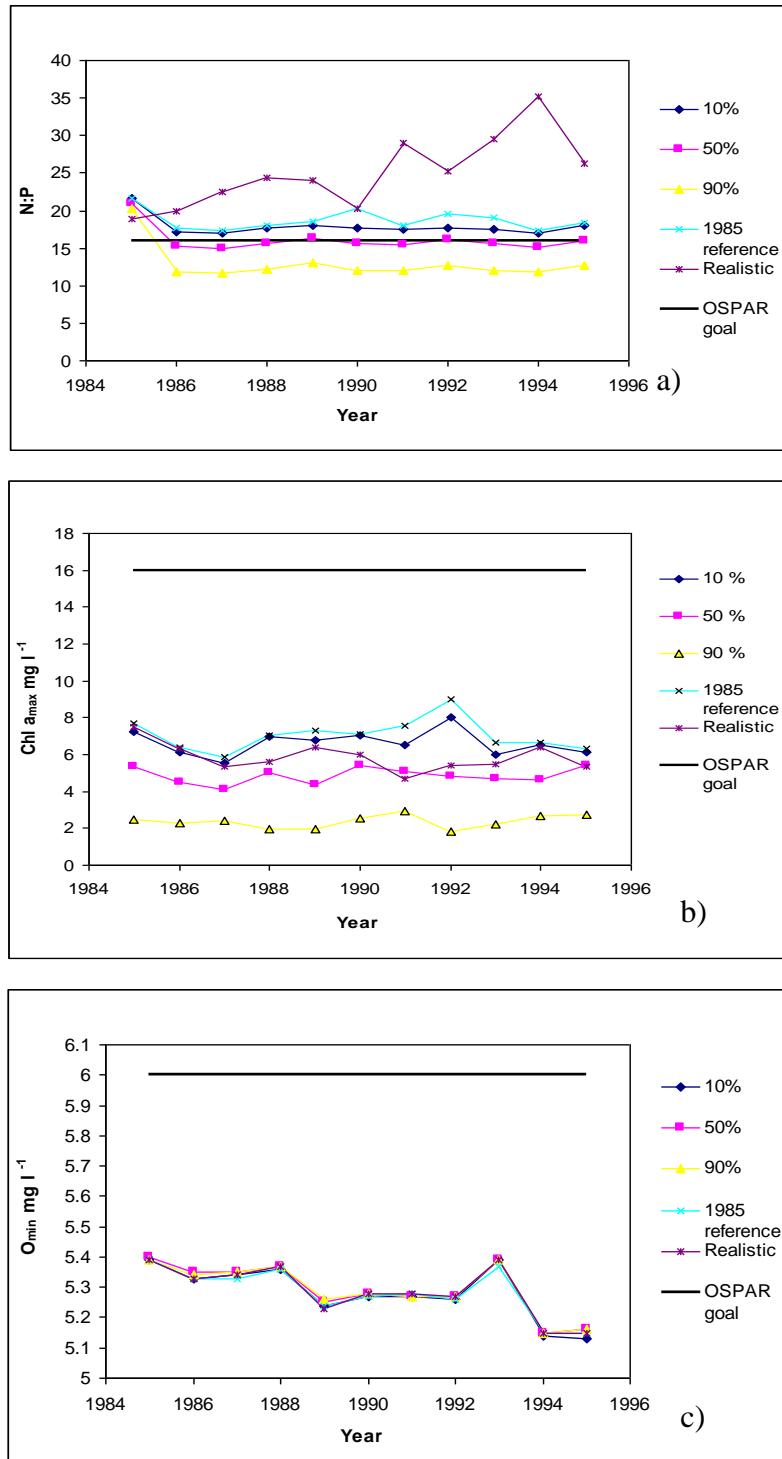 40
35
30
25
20
15
10
5
0
N:P
1984 1986 1988 1990 1992 1994 1996
Year
10%
50%
90%
1985
reference
Realistic
OSPAR
goal
a)
18
16
14
12
10
8
6
4
2
0
Chl amax mg l -1
1984 1986 1988 1990 1992 1994 1996
Year
10 %
50 %
90 %
1985
reference
Realistic
OSPAR
goal
b)
6.1
6
5.9
5.8
5.7
5.6
5.5
5.4
5.3
5.2
5.1
5
Omin mg l -1
1984 1986 1988 1990 1992 1994 1996
Year
10%
50%
90%
1985
reference
Realistic
OSPAR
goal
c)